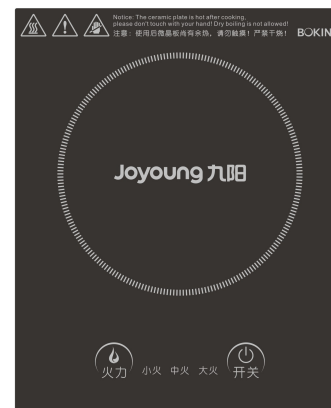 Notice: The ceramic plate is hot after cooking,
please don't touch with your hand! Dry boiling is not allowed!
注意：使用后微晶板尚有余热，请勿触摸！严禁干烧！
BOKIN
Joyoung 九阳
火力 小火 中火 大火 开关